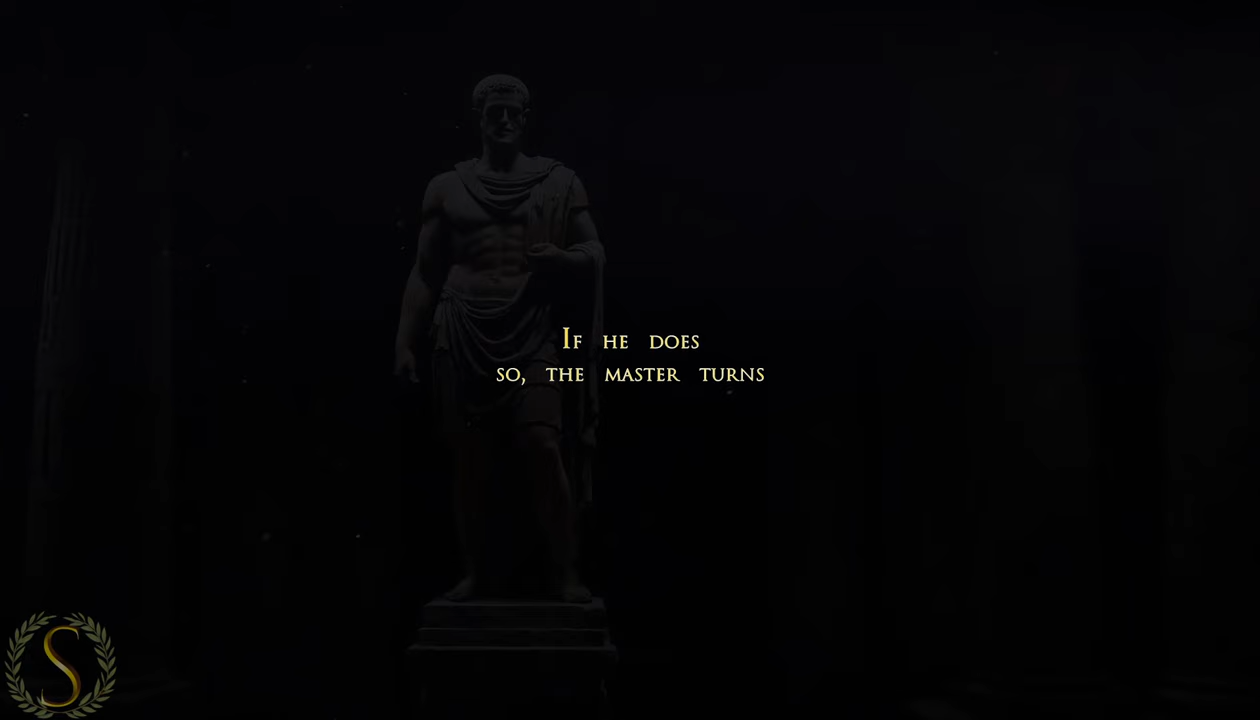 If he does
so, the master turns
S